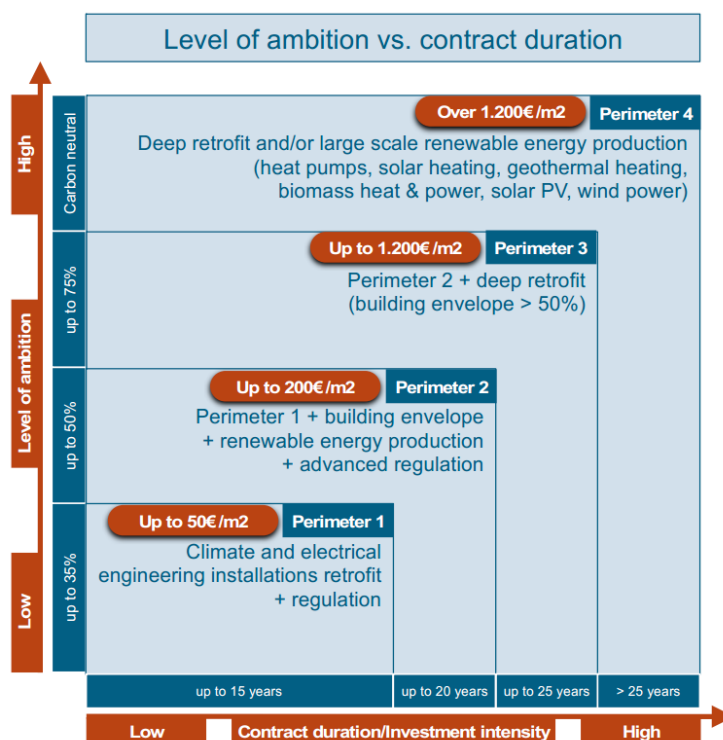 Level of ambition vs. contract duration
High
Level of ambition
Low
Carbon neutral
up to 75%
up to 50%
up to 35%
Over 1.200€/m2
Perimeter 4
Deep retrofit and/or large scale renewable energy production
(heat pumps, solar heating, geothermal heating,
biomass heat & power, solar PV, wind power)
Up to 1.200€/m2
Perimeter 3
Perimeter 2 + deep retrofit
(building envelope > 50%)
Up to 200€/m2
Perimeter 2
Perimeter 1 + building envelope
+ renewable energy production
+ advanced regulation
Up to 50€/m2
Perimeter 1
Climate and electrical
engineering installations retrofit
+ regulation
up to 15 years
up to 20 years
up to 25 years
> 25 years
Low
Contract duration/Investment intensity
High